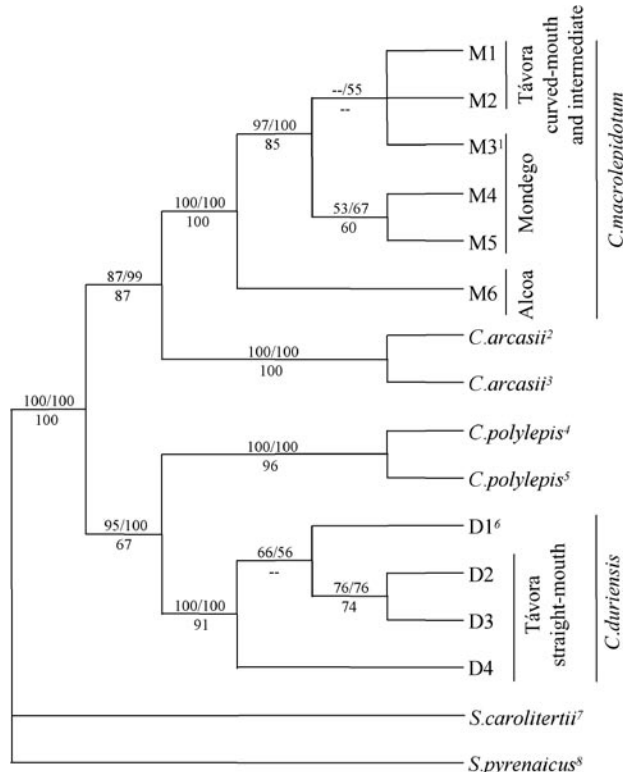 M1
M2
M3¹
M4
M5
M6
C.arcasii²
C.arcasii³
C.polylepis⁴
C.polylepis⁵
D1⁶
D2
D3
D4
S.carolitertii⁷
S.pyrenaicus⁸
Távora
curved-mouth
and intermediate
Mondego
Alcoa
C.macrolepidotum
Távora
straight-mouth
C.duriensis
--/55
--
97/100
85
53/67
60
100/100
100
87/99
87
100/100
100
100/100
100
100/100
96
95/100
67
66/56
--
76/76
74
100/100
91